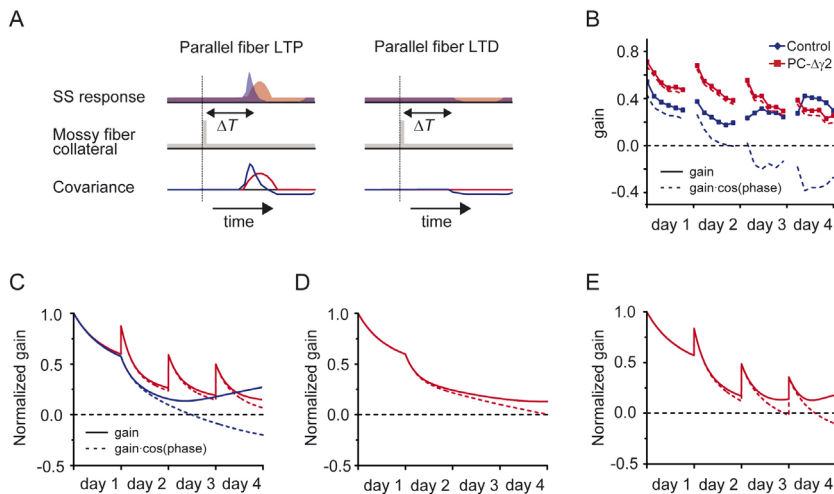 A
Parallel fiber LTP
Parallel fiber LTD
SS response
ΔT
ΔT
Mossy fiber
collateral
Covariance
time
time
B
Control
PC-Δγ2
gain
0.8
0.4
0.0
-0.4
gain
gain·cos(phase)
day 1 day 2 day 3 day 4
C
Normalized gain
1.0
0.5
0.0
-0.5
gain
gain·cos(phase)
day 1 day 2 day 3 day 4
D
Normalized gain
1.0
0.5
0.0
-0.5
day 1 day 2 day 3 day 4
E
Normalized gain
1.0
0.5
0.0
-0.5
day 1 day 2 day 3 day 4